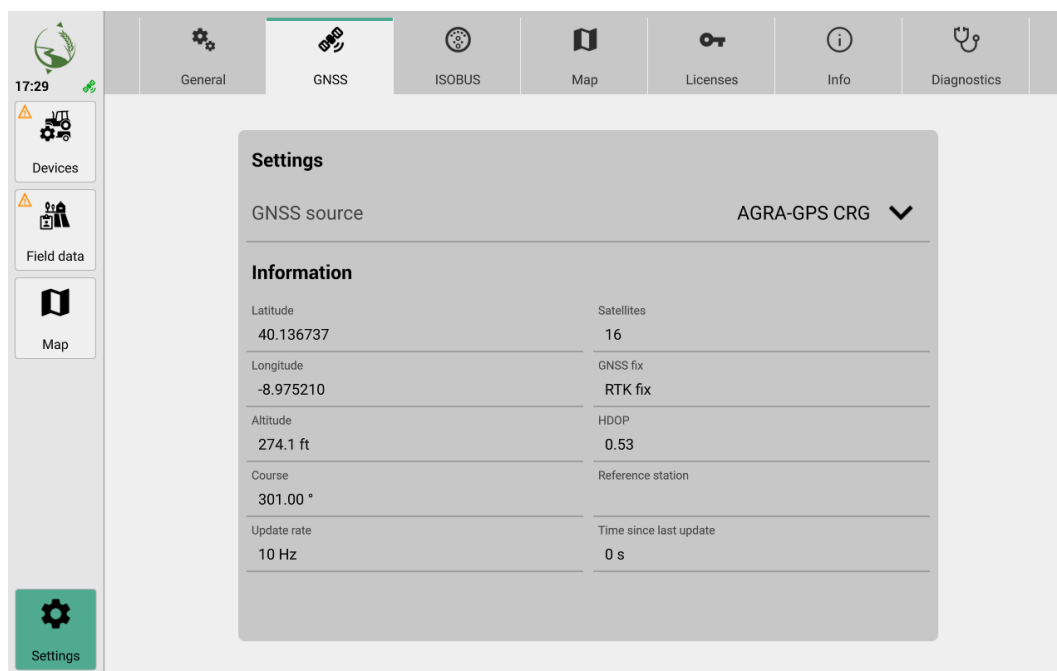 General
GNSS
ISOBUS
Map
Licenses
Info
Diagnostics
17:29
Devices
Field data
Map
Settings
Settings
GNSS source AGRA-GPS CRG
Information
Latitude Satellites
40.136737 16
Longitude GNSS fix
-8.975210 RTK fix
Altitude HDOP
274.1 ft 0.53
Course Reference station
301.00 °
Update rate Time since last update
10 Hz 0 s